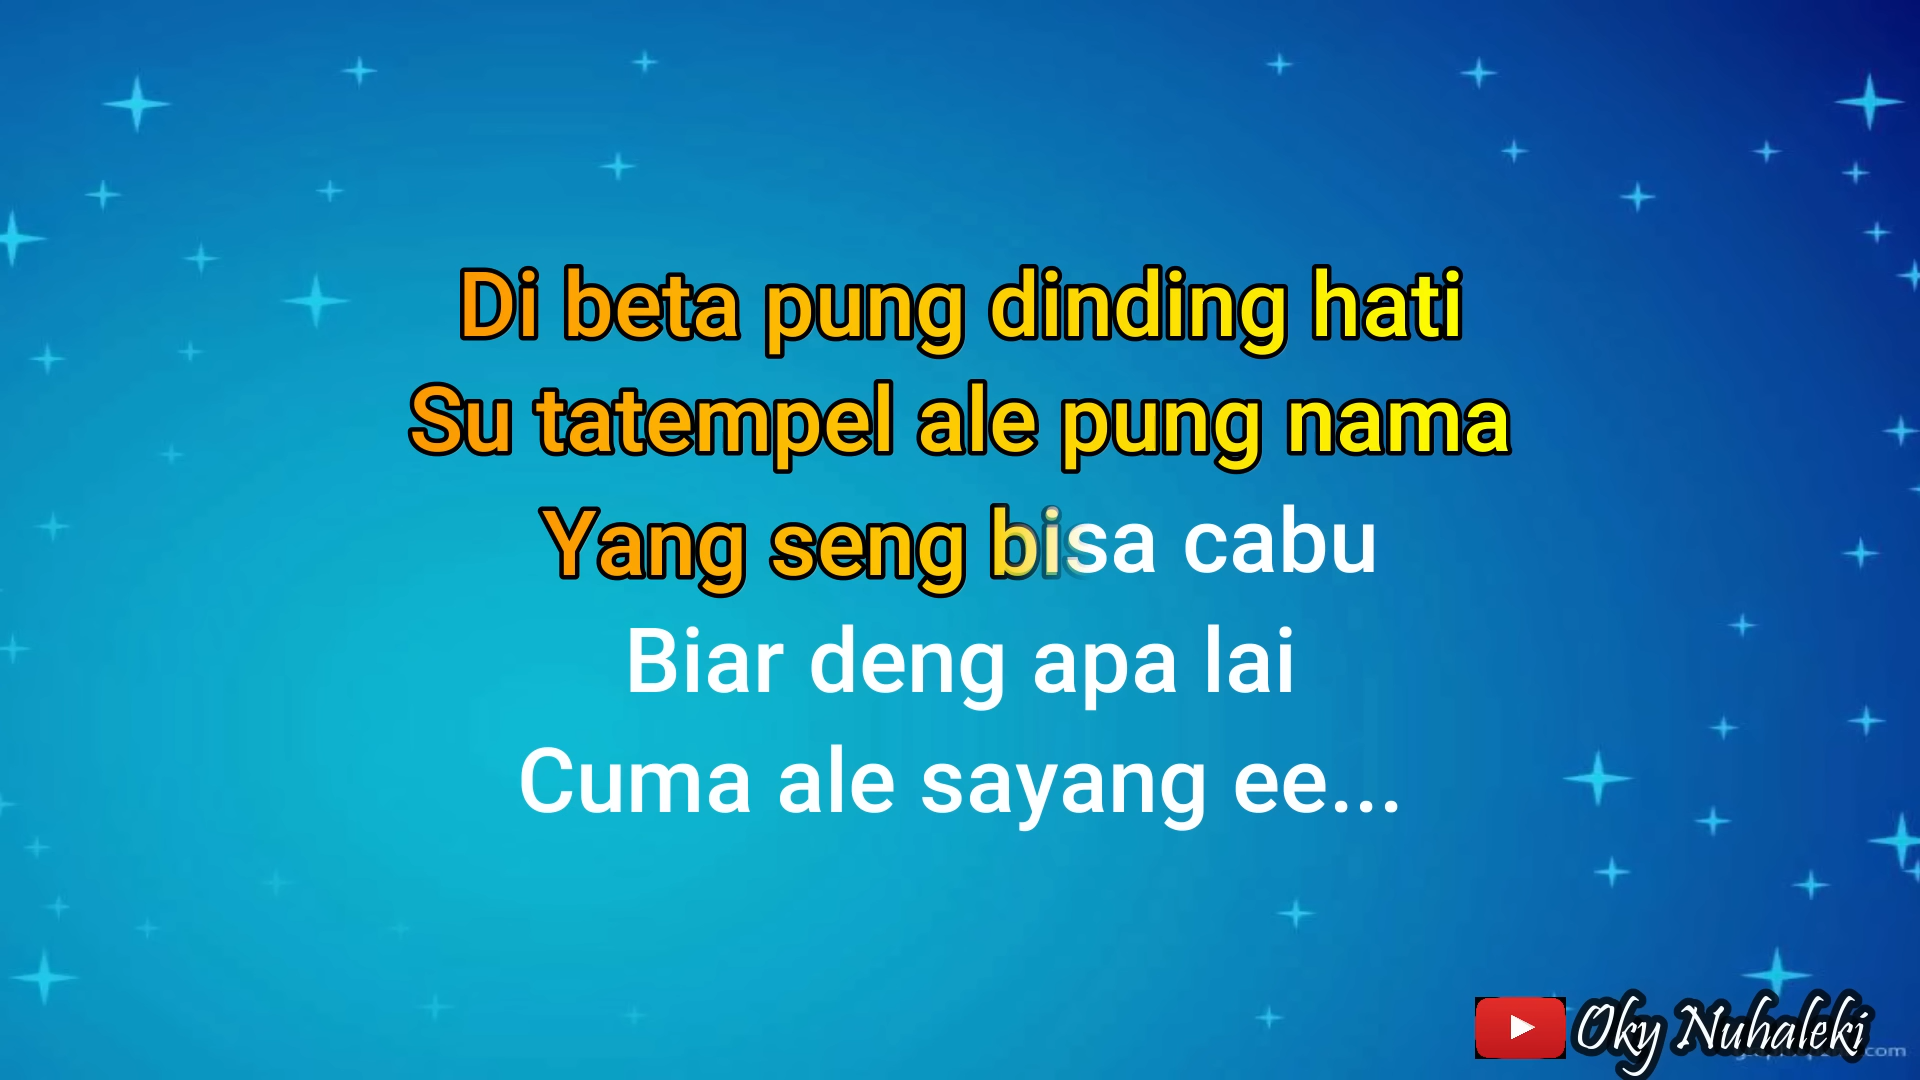 Di beta pung dinding hati
Su tatempel ale pung nama
Yang seng bisa cabu
Biar deng apa lai
Cuma ale sayang ee...
Oky Nuhaleki